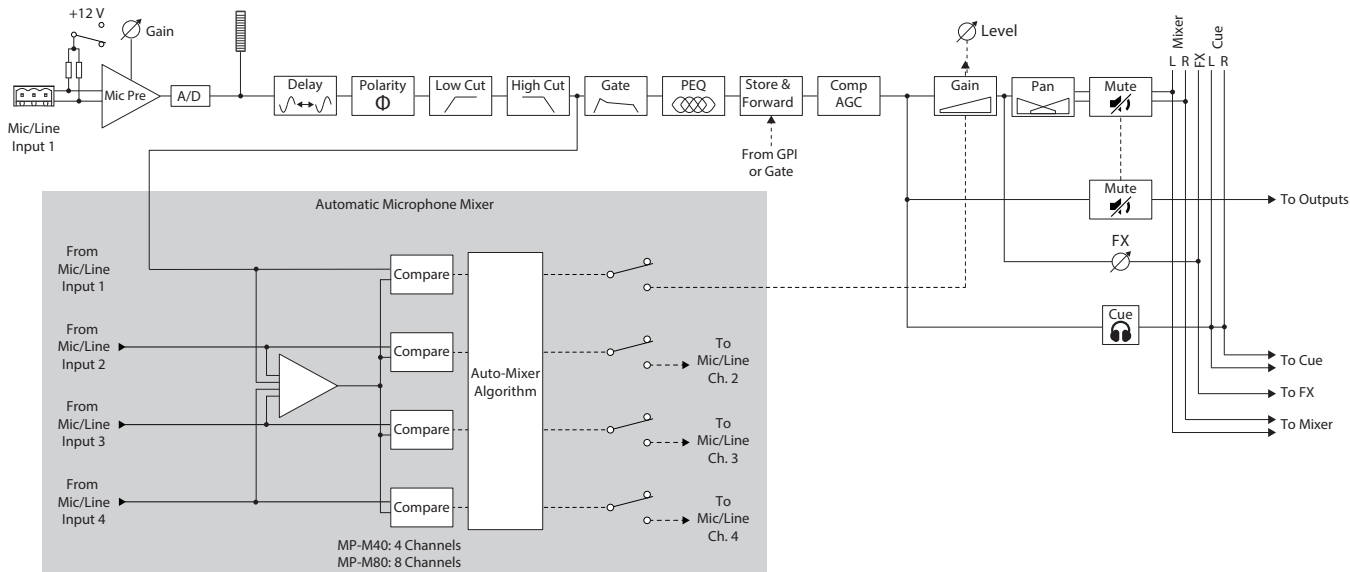 +12 V
Gain
Mic Pre
A/D
Mic/Line
Input 1
Delay
Polarity
Φ
Low Cut
High Cut
Gate
PEQ
Store &
Forward
From GPI
or Gate
Comp
AGC
Level
Gain
Pan
Mute
Mixer
L R
FX
Cue
L R
Mute
To Outputs
FX
Cue
To Cue
To FX
To Mixer
Automatic Microphone Mixer
From
Mic/Line
Input 1
Compare
From
Mic/Line
Input 2
Compare
To
Mic/Line
Ch. 2
Auto-Mixer
Algorithm
From
Mic/Line
Input 3
Compare
To
Mic/Line
Ch. 3
From
Mic/Line
Input 4
Compare
To
Mic/Line
Ch. 4
MP-M40: 4 Channels
MP-M80: 8 Channels